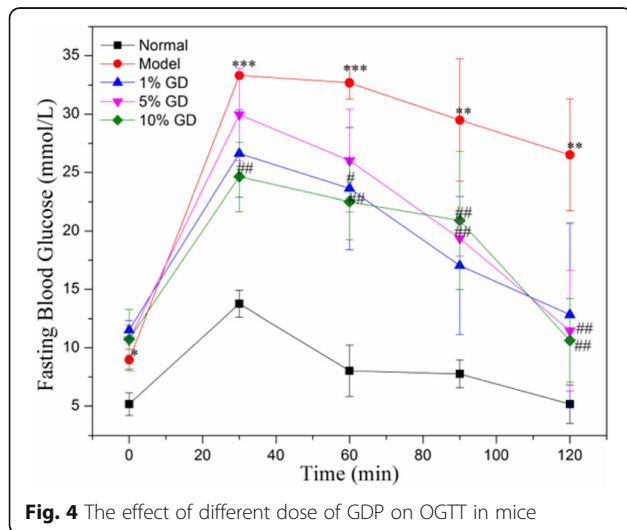 Normal
Model
1% GD
5% GD
10% GD
Fasting Blood Glucose (mmol/L)
35
30
25
20
15
10
5
*** ***
** **
##
#
##
##
##
##
##
*
0 20 40 60 80 100 120
Time (min)
Fig. 4 The effect of different dose of GDP on OGTT in mice